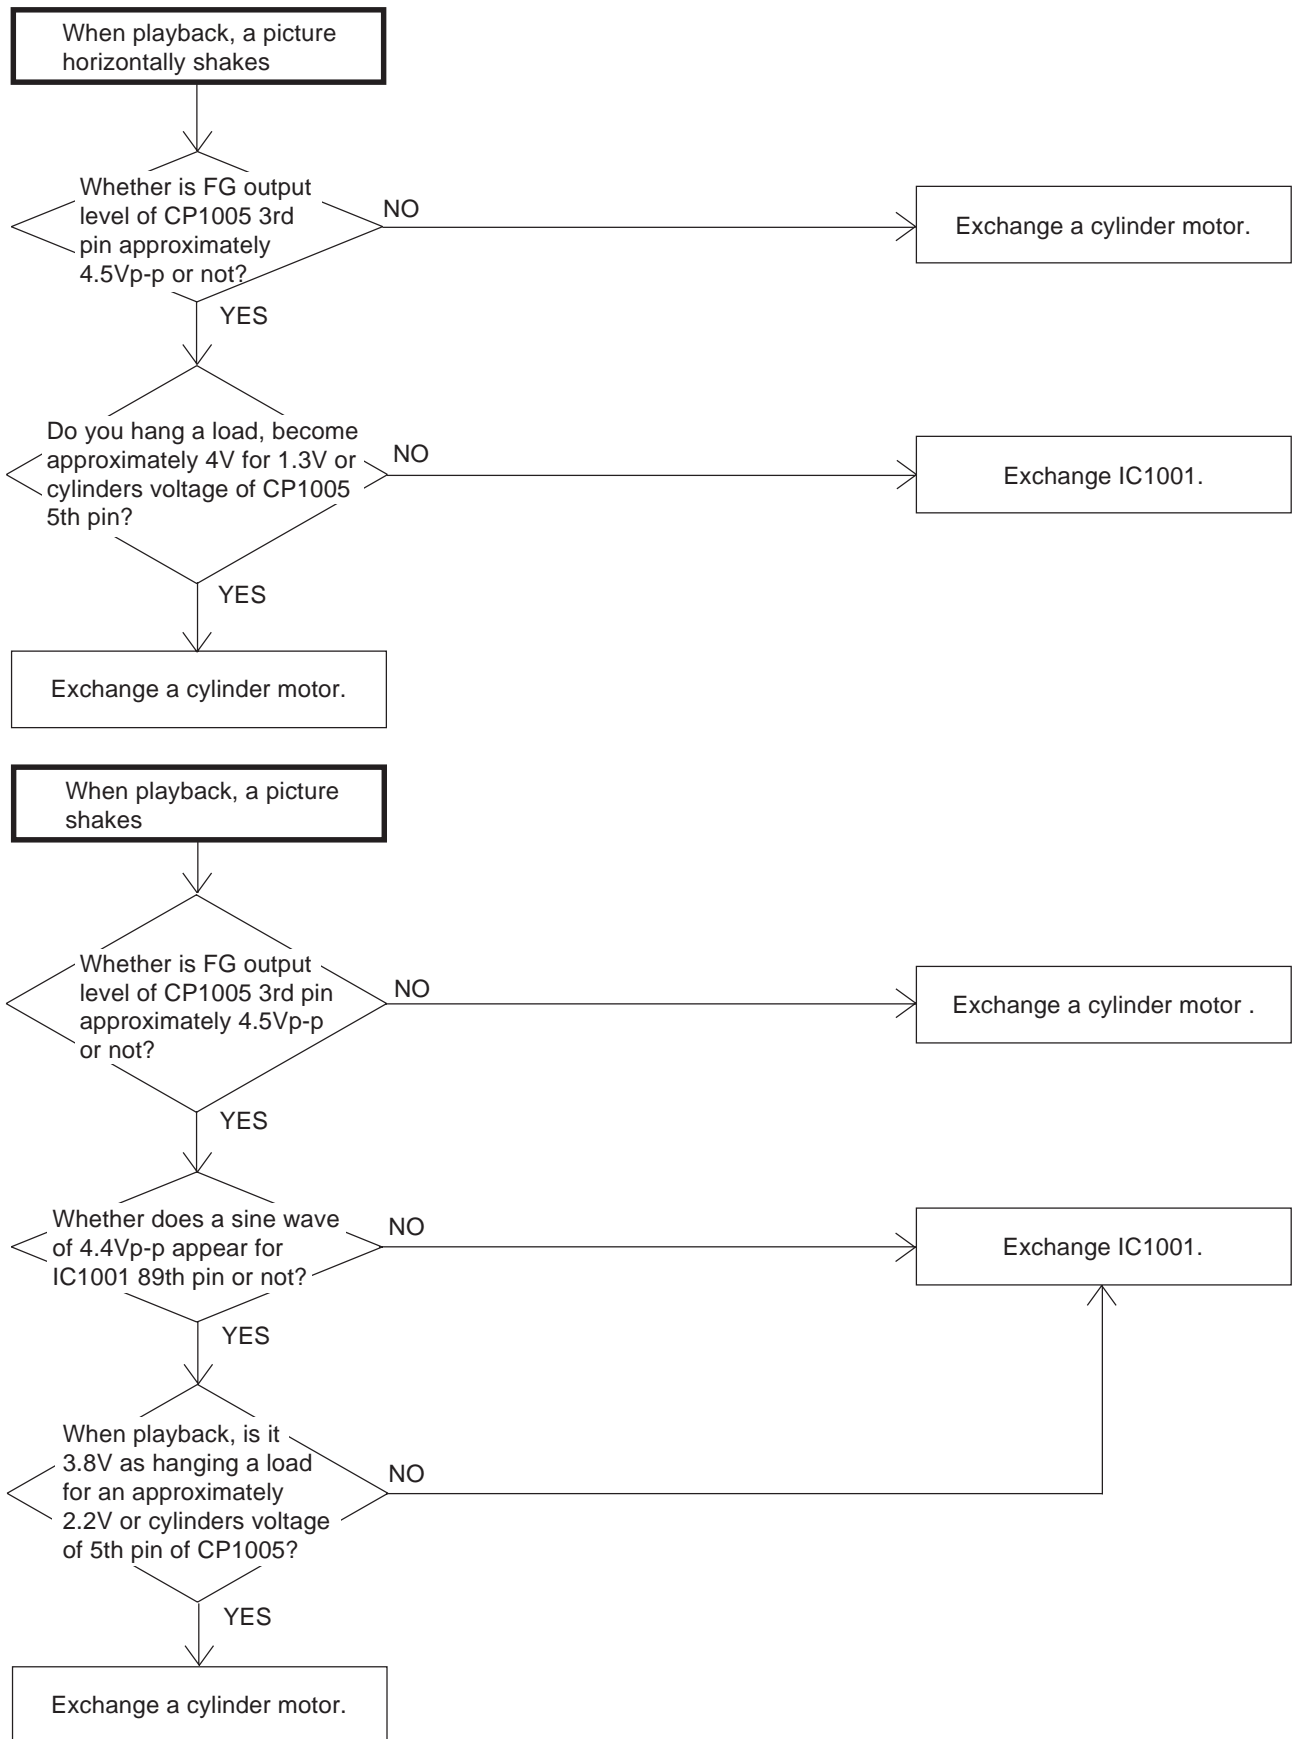 When playback, a picture
horizontally shakes
Whether is FG output
level of CP1005 3rd
pin approximately
4.5Vp-p or not?
NO
Exchange a cylinder motor.
YES
Do you hang a load, become
approximately 4V for 1.3V or
cylinders voltage of CP1005
5th pin?
NO
Exchange IC1001.
YES
Exchange a cylinder motor.
When playback, a picture
shakes
Whether is FG output
level of CP1005 3rd pin
approximately 4.5Vp-p
or not?
NO
Exchange a cylinder motor .
YES
Whether does a sine wave
of 4.4Vp-p appear for
IC1001 89th pin or not?
NO
Exchange IC1001.
YES
When playback, is it
3.8V as hanging a load
for an approximately
2.2V or cylinders voltage
of 5th pin of CP1005?
NO
YES
Exchange a cylinder motor.